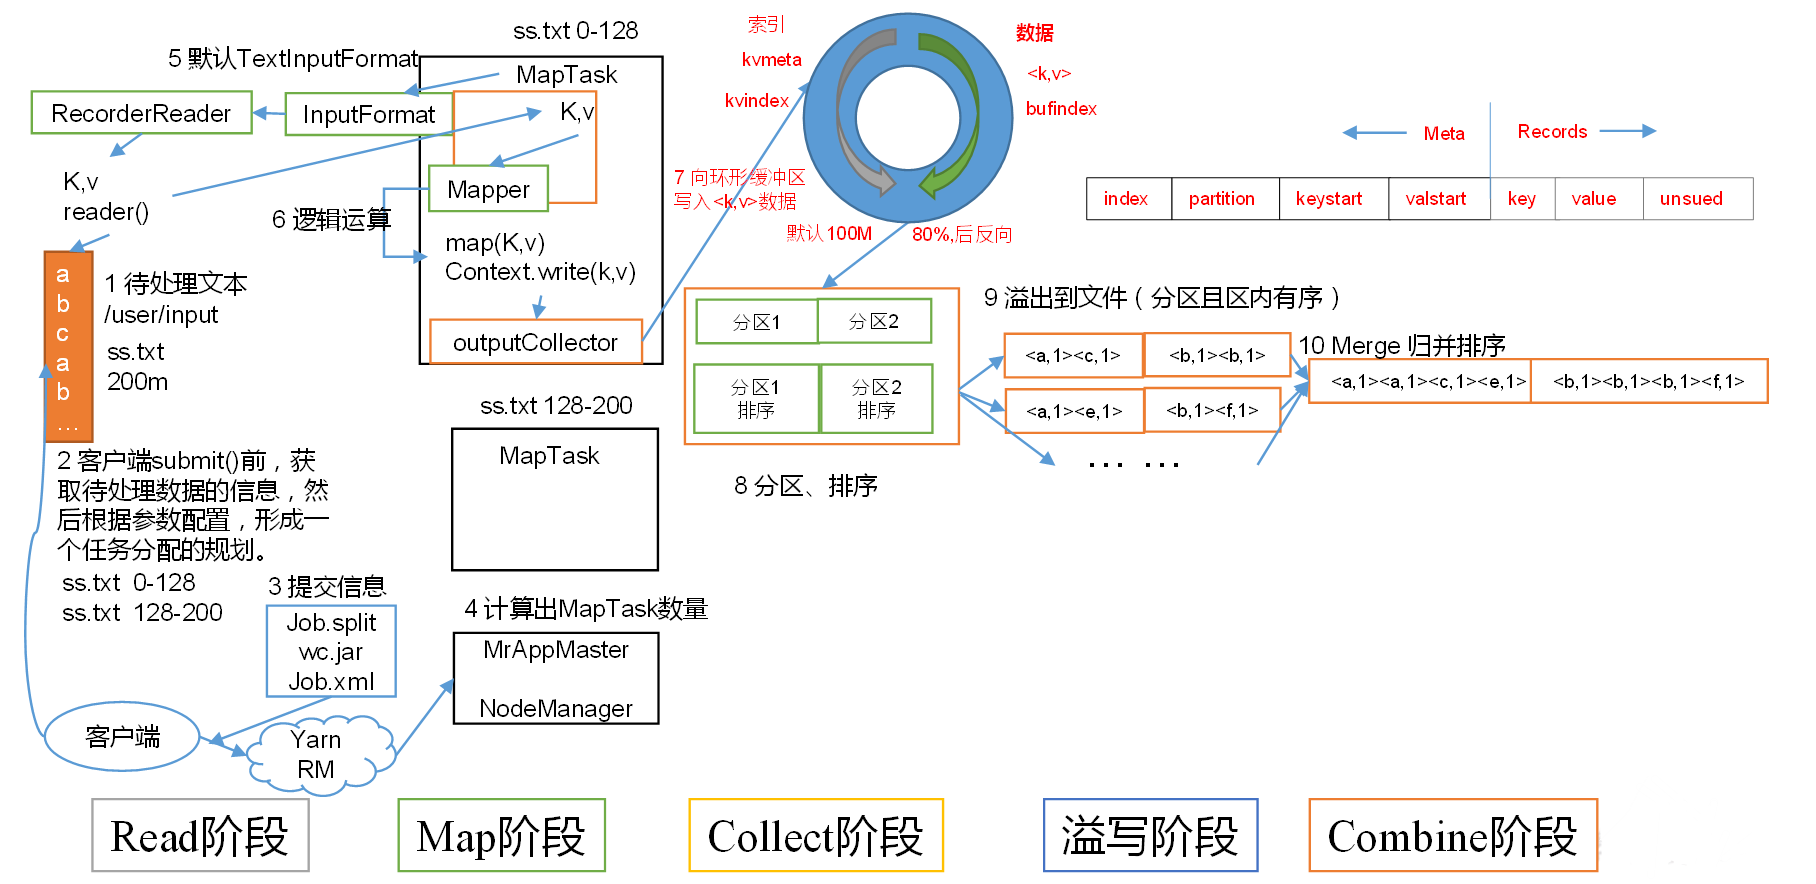 ss.txt 0-128
5 默认TextInputFormat
MapTask
RecorderReader
InputFormat
K,v
K,v
reader()
Mapper
6 逻辑运算
map(K,v)
Context.write(k,v)
outputCollector
a
b
c
a
b
...
1 待处理文本
/user/input
ss.txt
200m
2 客户端submit()前，获
取待处理数据的信息，然
后根据参数配置，形成一
个任务分配的规划。
ss.txt 0-128
ss.txt 128-200
3 提交信息
Job.split
wc.jar
Job.xml
客户端
Yarn
RM
ss.txt 128-200
MapTask
4 计算出MapTask数量
MrAppMaster
NodeManager
索引
kvmeta
kvindex
数据
<k,v>
bufindex
7 向环形缓冲区
写入<k,v>数据
默认100M
80%,后反向
Meta
Records
index
partition
keystart
valstart
key
value
unsued
分区1
分区2
分区1
排序
分区2
排序
8 分区、排序
9 溢出到文件（分区且区内有序）
<a,1><c,1>
<b,1><b,1>
<a,1><e,1>
<b,1><f,1>
... ...
10 Merge 归并排序
<a,1><a,1><c,1><e,1>
<b,1><b,1><b,1><f,1>
Read阶段
Map阶段
Collect阶段
溢写阶段
Combine阶段